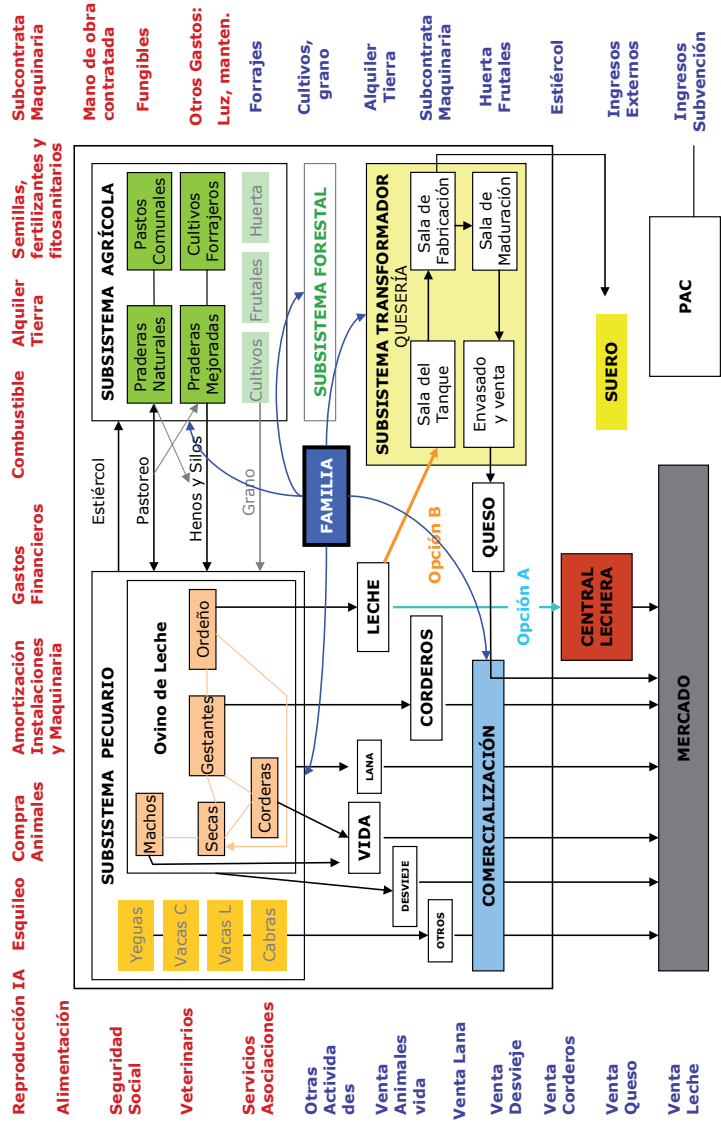 Reproducción IA
Esquileo
Compra
Animales
Amortización
Instalaciones
y Maquinaria
Gastos
Financieros
Combustible
Alquiler
Tierra
Semillas,
fertilizantes y
fitosanitarios
Subcontrata
Maquinaria
Alimentación
Seguridad
Social
Veterinarios
Servicios
Asociaciones
Otras
Activida
des
Venta
Animales
vida
Venta Lana
Venta
Desvieje
Venta
Corderos
Venta
Queso
Venta
Leche
Mano de obra
contratada
Fungibles
Otros Gastos:
Luz, manten.
Forrajes
Cultivos,
grano
Alquiler
Tierra
Subcontrata
Maquinaria
Huerta
Frutales
Estiércol
Ingresos
Externos
Ingresos
Subvención
SUBSISTEMA PECUARIO
Yeguas
Vacas C
Vacas L
Cabras
Ovino de Leche
Machos
Secas
Gestantes
Ordeño
Corderas
Estiércol
Pastoreo
Henos y Silos
Grano
SUBSISTEMA AGRÍCOLA
Praderas
Naturales
Pastos
Comunales
Praderas
Mejoradas
Cultivos
Forrajeros
Cultivos
Frutales
Huerta
SUBSISTEMA FORESTAL
FAMILIA
SUBSISTEMA TRANSFORMADOR
QUESERÍA
Sala del
Tanque
Sala de
Fabricación
Envasado
y venta
Sala de
Maduración
OTROS
DESVIEJE
VIDA
LANA
CORDEROS
LECHE
Opción B
Opción A
QUESO
COMERCIALIZACIÓN
CENTRAL
LECHERA
SUERO
MERCADO
PAC